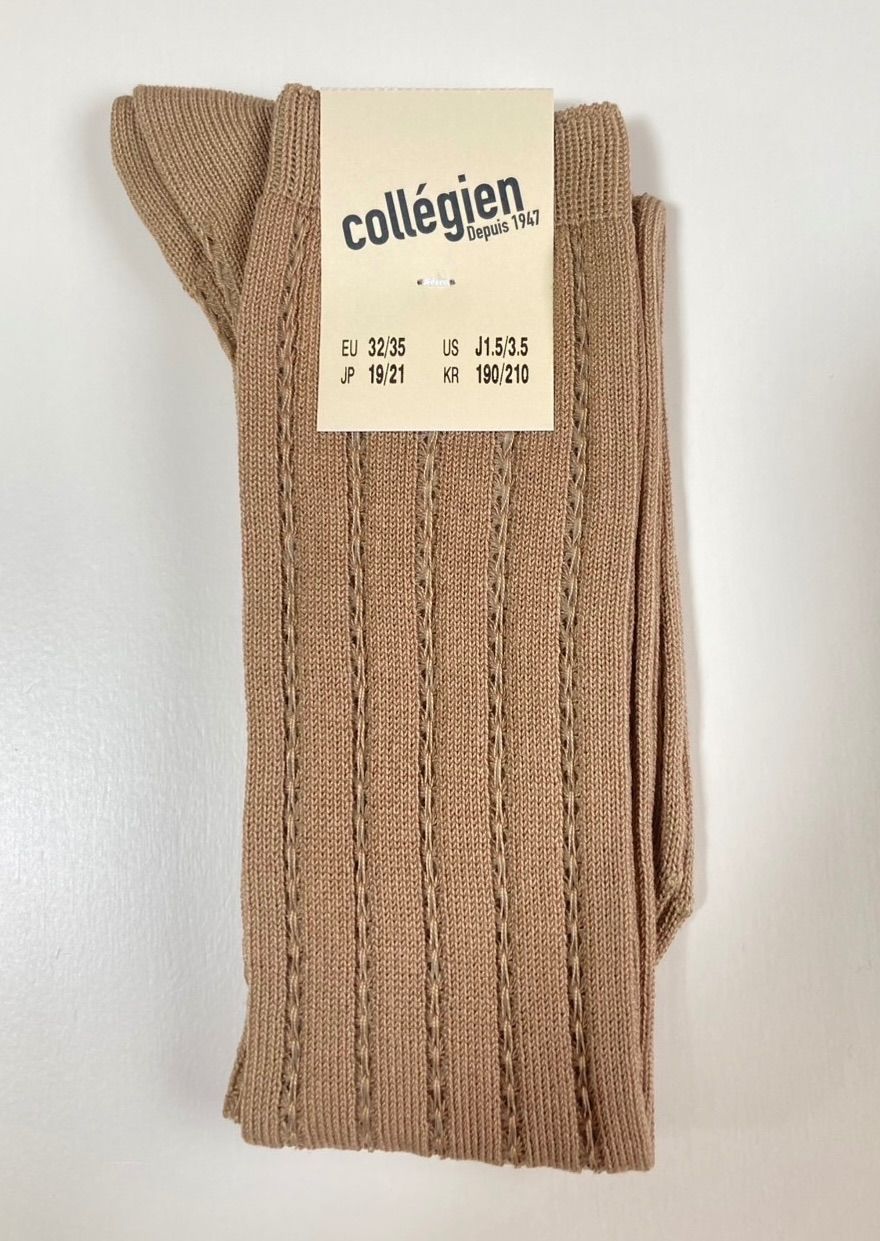 collégien
Depuis 1947
EU 32/35 US J1.5/3.5
JP 19/21 KR 190/210